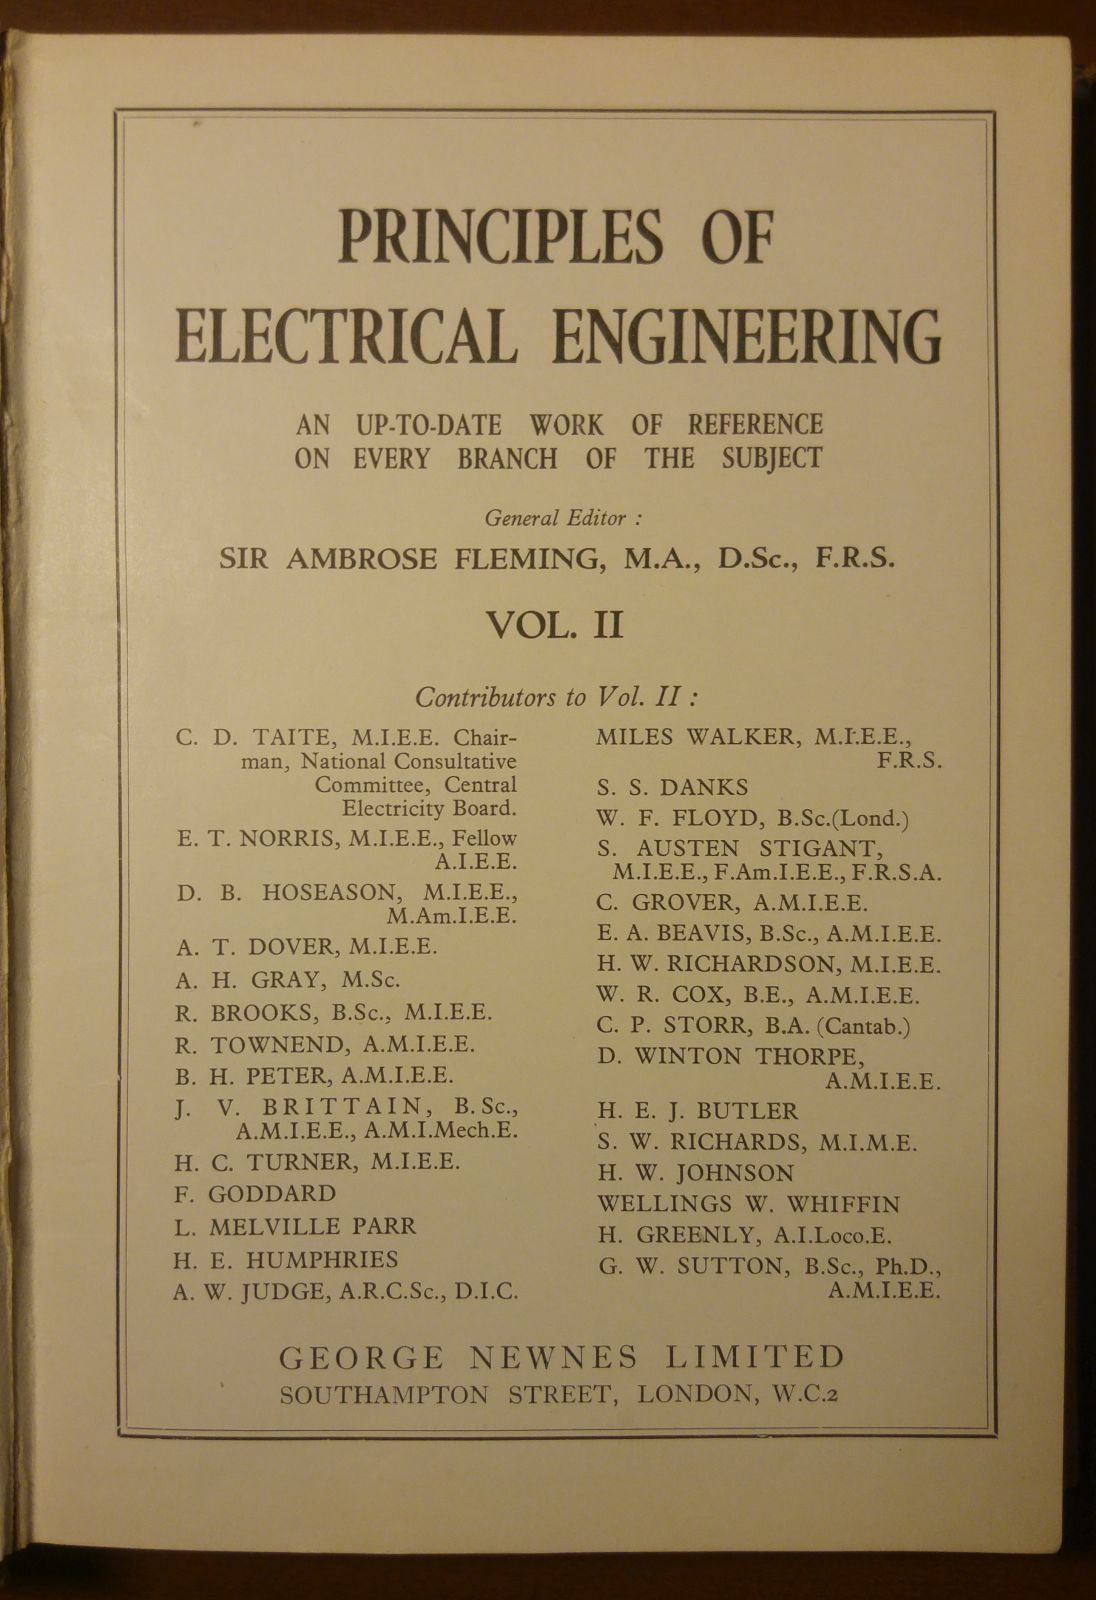 PRINCIPLES OF
ELECTRICAL ENGINEERING
AN UP-TO-DATE WORK OF REFERENCE
ON EVERY BRANCH OF THE SUBJECT
General Editor :
SIR AMBROSE FLEMING, M.A., D.Sc., F.R.S.
VOL. II
Contributors to Vol. II :
C. D. TAITE, M.I.E.E. Chair-
man, National Consultative
Committee, Central
Electricity Board.
E. T. NORRIS, M.I.E.E., Fellow
A.I.E.E.
D. B. HOSEASON, M.I.E.E.,
M.Am.I.E.E.
A. T. DOVER, M.I.E.E.
A. H. GRAY, M.Sc.
R. BROOKS, B.Sc., M.I.E.E.
R. TOWNEND, A.M.I.E.E.
B. H. PETER, A.M.I.E.E.
J. V. BRITTAIN, B.Sc.,
A.M.I.E.E., A.M.I.Mech.E.
H. C. TURNER, M.I.E.E.
F. GODDARD
L. MELVILLE PARR
H. E. HUMPHRIES
A. W. JUDGE, A.R.C.Sc., D.I.C.
MILES WALKER, M.I.E.E.,
F.R.S.
S. S. DANKS
W. F. FLOYD, B.Sc.(Lond.)
S. AUSTEN STIGANT,
M.I.E.E., F.Am.I.E.E., F.R.S.A.
C. GROVER, A.M.I.E.E.
E. A. BEAVIS, B.Sc., A.M.I.E.E.
H. W. RICHARDSON, M.I.E.E.
W. R. COX, B.E., A.M.I.E.E.
C. P. STORR, B.A. (Cantab.)
D. WINTON THORPE,
A.M.I.E.E.
H. E. J. BUTLER
S. W. RICHARDS, M.I.M.E.
H. W. JOHNSON
WELLINGS W. WHIFFIN
H. GREENLY, A.I.Loco.E.
G. W. SUTTON, B.Sc., Ph.D.,
A.M.I.E.E.
GEORGE NEWNES LIMITED
SOUTHAMPTON STREET, LONDON, W.C.2